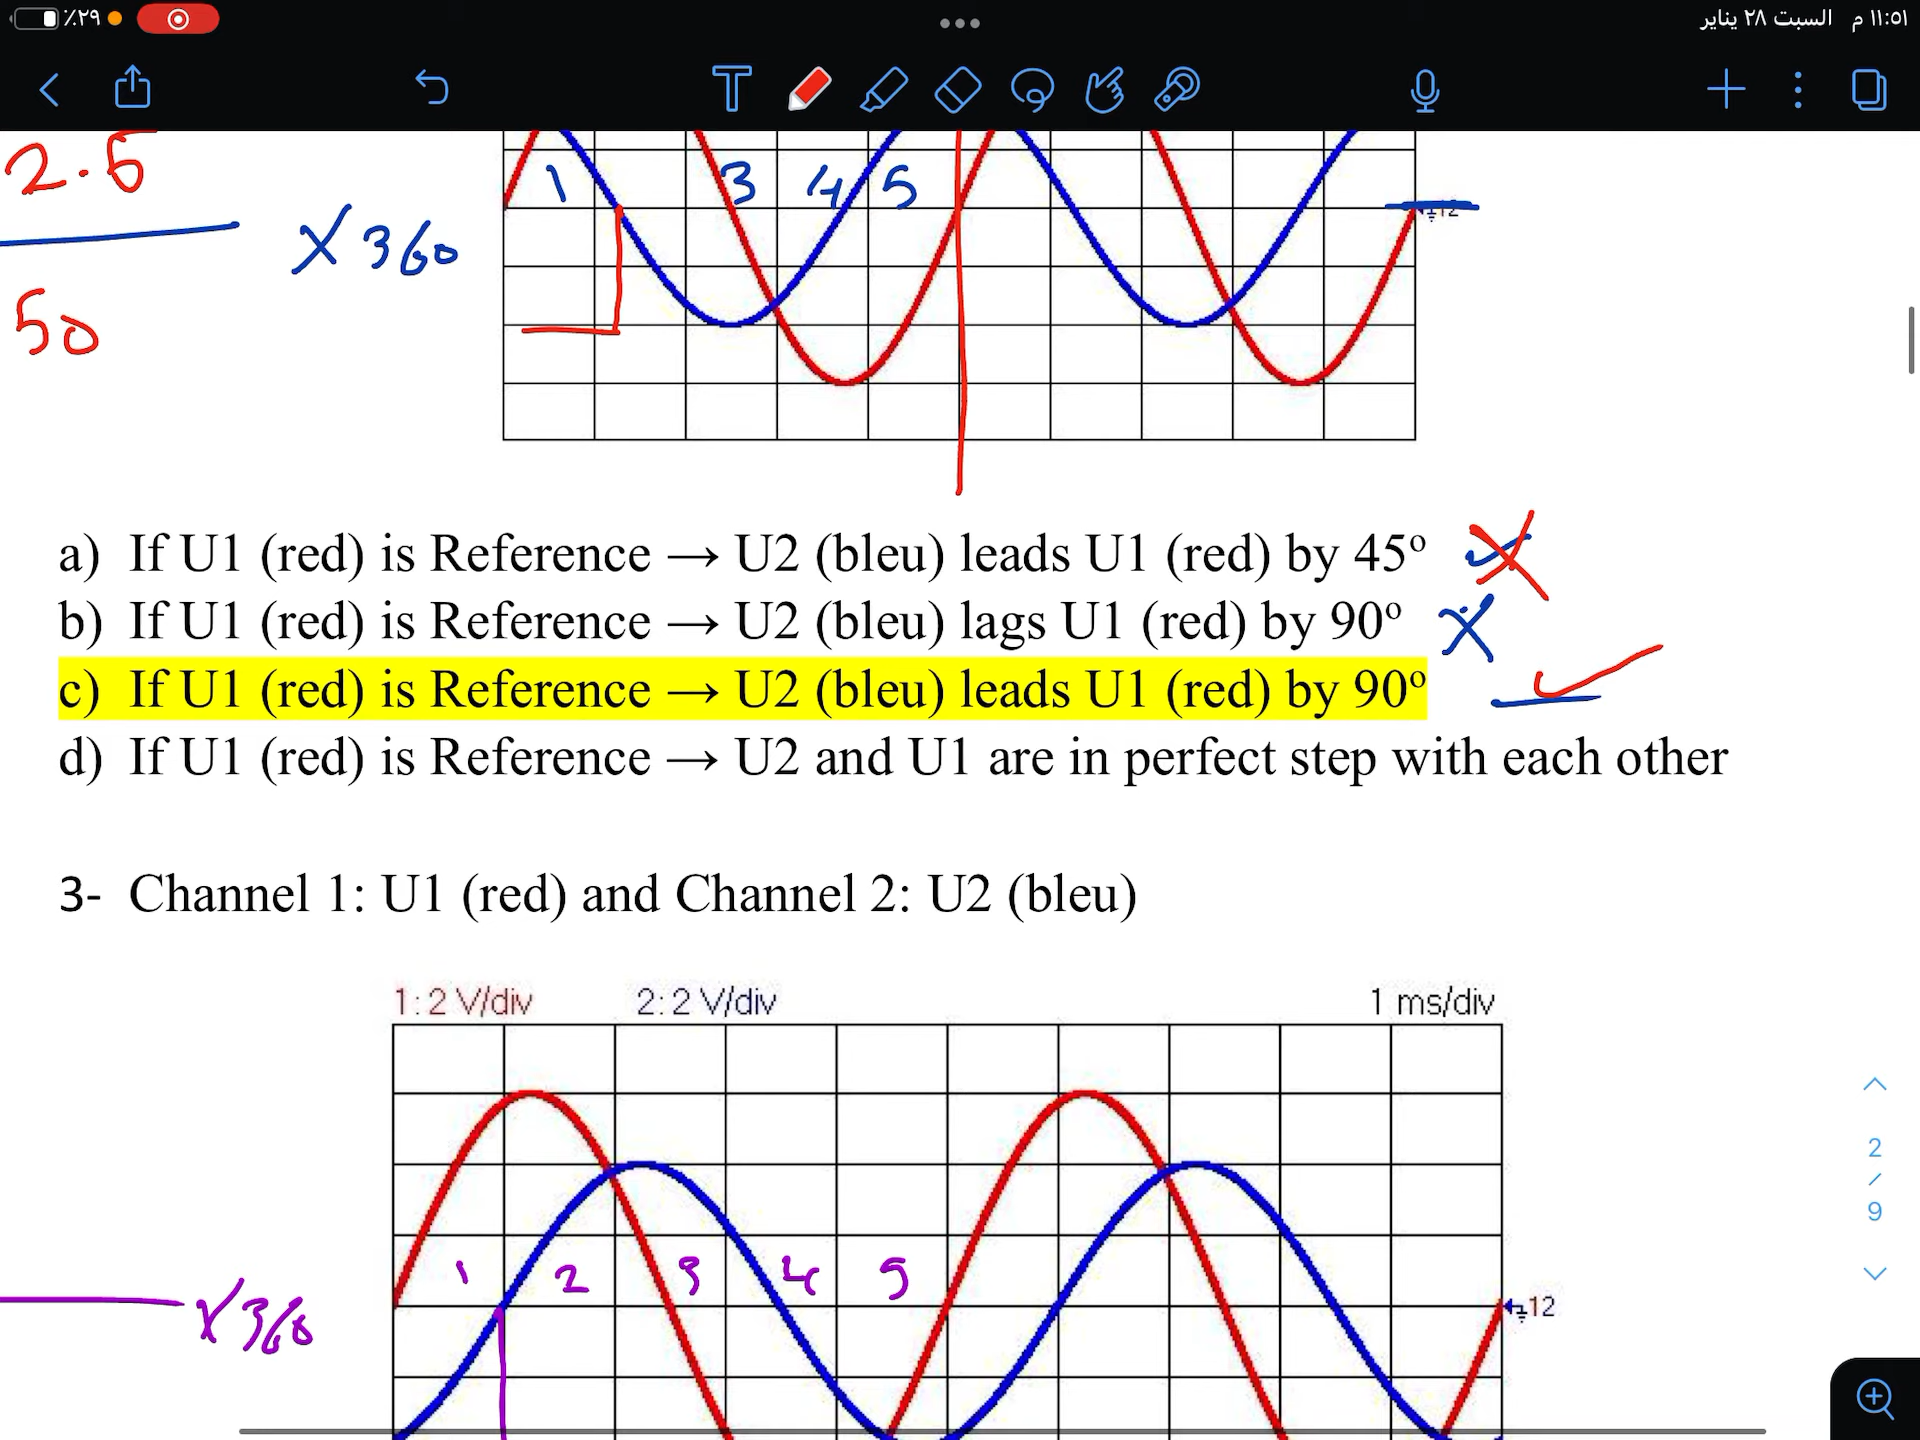 ٪٢٩
١١:٥١ م السبت ٢٨ يناير
2.5
50
X 360
1 3 4 5
12
a) If U1 (red) is Reference → U2 (bleu) leads U1 (red) by 45º
b) If U1 (red) is Reference → U2 (bleu) lags U1 (red) by 90º
c) If U1 (red) is Reference → U2 (bleu) leads U1 (red) by 90º
d) If U1 (red) is Reference → U2 and U1 are in perfect step with each other
3- Channel 1: U1 (red) and Channel 2: U2 (bleu)
1:2 V/div 2:2 V/div 1 ms/div
1 2 3 4 5
X 360
12
2
/
9